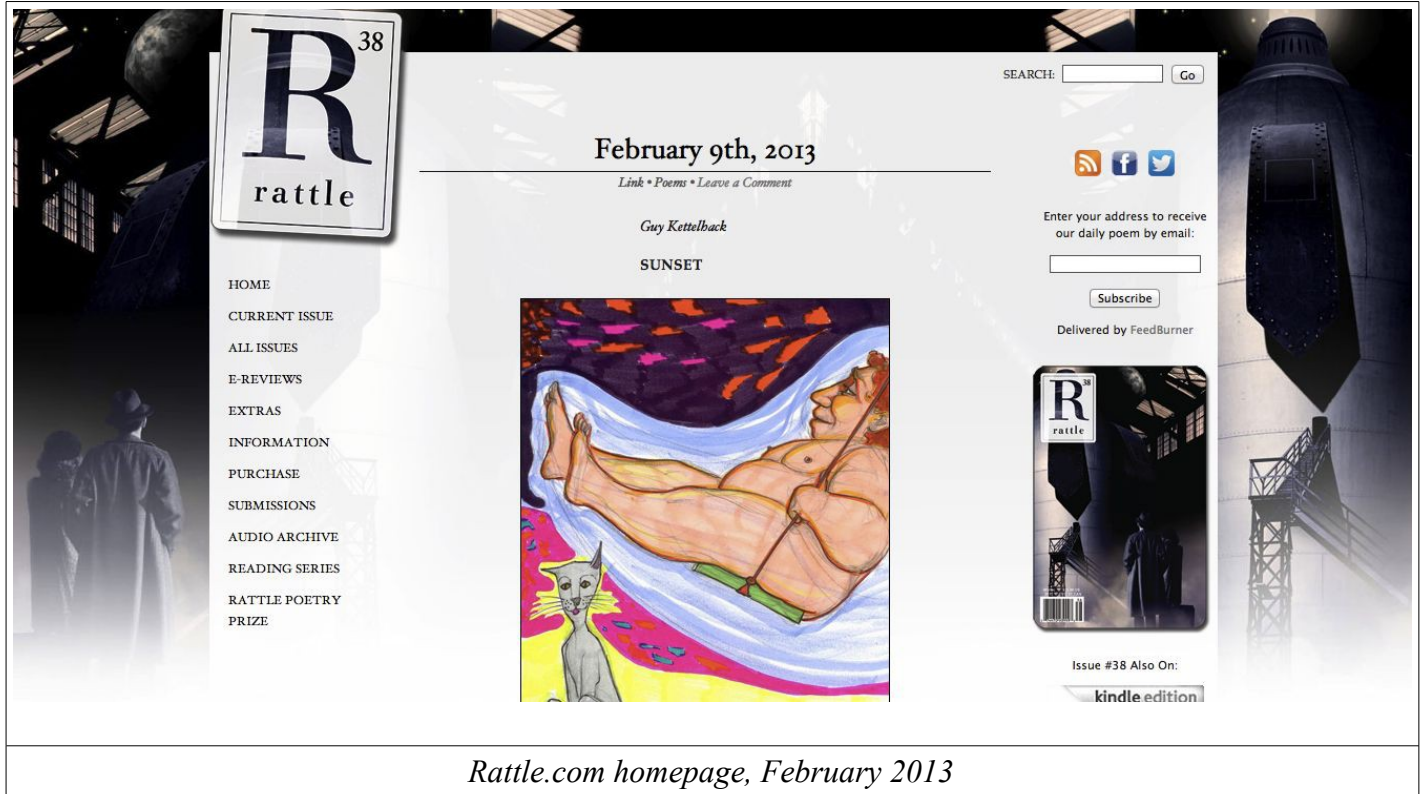 R 38
rattle
SEARCH:
Go
February 9th, 2013
Link • Poems • Leave a Comment
Guy Kettelhack
SUNSET
HOME
CURRENT ISSUE
ALL ISSUES
E-REVIEWS
EXTRAS
INFORMATION
PURCHASE
SUBMISSIONS
AUDIO ARCHIVE
READING SERIES
RATTLE POETRY
PRIZE
Enter your address to receive
our daily poem by email:
Subscribe
Delivered by FeedBurner
R 38
rattle
Issue #38 Also On:
kindle edition
Rattle.com homepage, February 2013